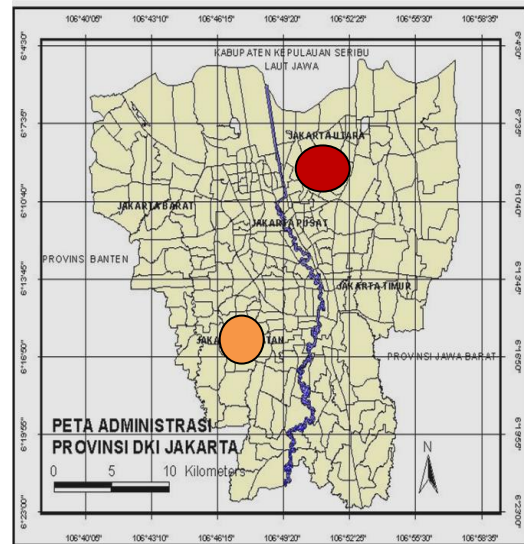 106°40'05" 106°43'10" 106°46'15" 106°49'20" 106°52'25" 106°55'30" 106°58'35"
6°4'30" 6°4'30"
KABUPATEN KEPULAUAN SERIBU
LAUT JAWA
6°7'35" JAKARTA UTARA 6°7'35"
6°10'40" JAKARTA BARAT 6°10'40"
JAKARTA PUSAT
PROVINSI BANTEN
6°13'45" JAKARTA TIMUR 6°13'45"
6°16'50" PROVINSI JAWA BARAT 6°16'50"
PETA ADMINISTRASI
PROVINSI DKI JAKARTA
6°19'55" 6°19'55"
N
0 5 10 Kilometers
6°23'00" 6°23'00"
106°40'05" 106°43'10" 106°46'15" 106°49'20" 106°52'25" 106°55'30" 106°58'35"